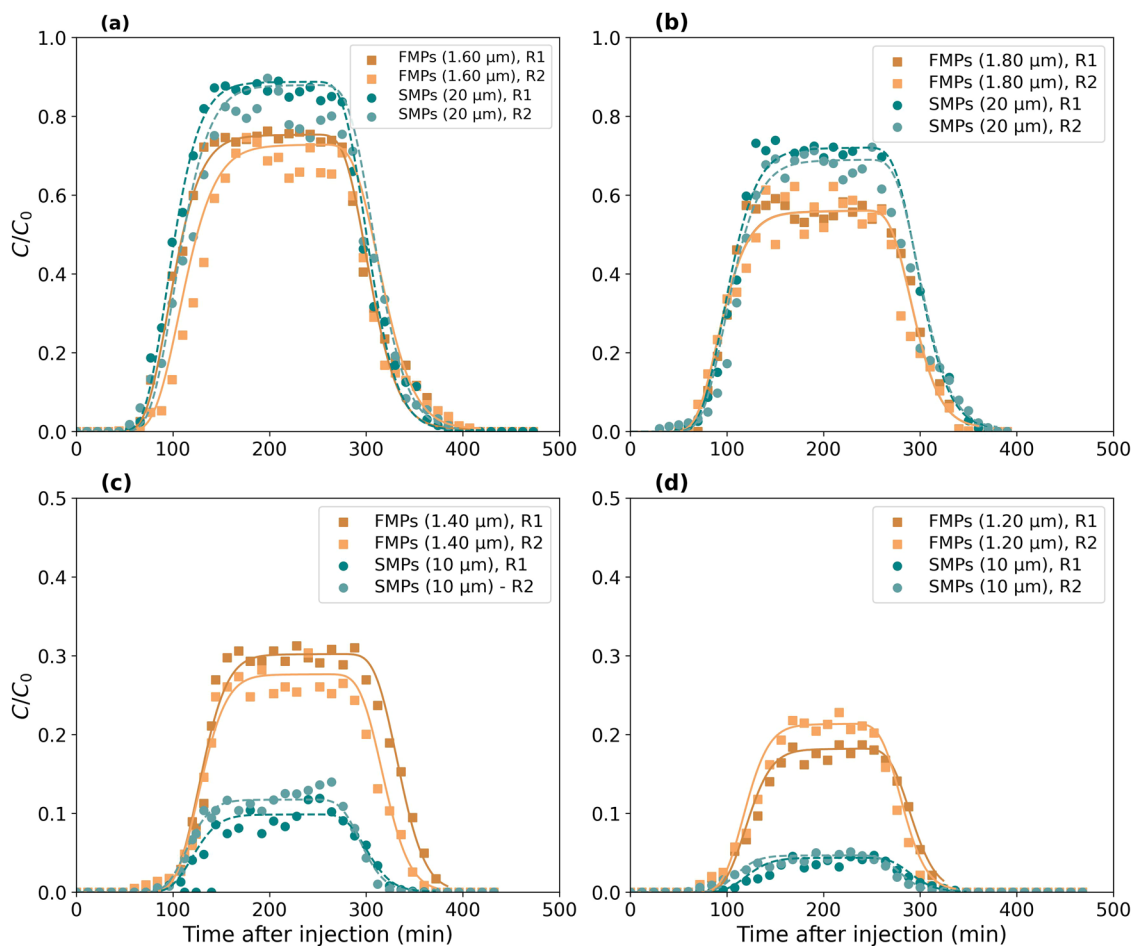 (a)
1.0
0.8
0.6
0.4
0.2
0.0
C/C0
0 100 200 300 400 500
FMPs (1.60 μm), R1
FMPs (1.60 μm), R2
SMPs (20 μm), R1
SMPs (20 μm), R2
(b)
1.0
0.8
0.6
0.4
0.2
0.0
0 100 200 300 400 500
FMPs (1.80 μm), R1
FMPs (1.80 μm), R2
SMPs (20 μm), R1
SMPs (20 μm), R2
(c)
0.5
0.4
0.3
0.2
0.1
0.0
C/C0
0 100 200 300 400 500
Time after injection (min)
FMPs (1.40 μm), R1
FMPs (1.40 μm), R2
SMPs (10 μm), R1
SMPs (10 μm) - R2
(d)
0.5
0.4
0.3
0.2
0.1
0.0
0 100 200 300 400 500
Time after injection (min)
FMPs (1.20 μm), R1
FMPs (1.20 μm), R2
SMPs (10 μm), R1
SMPs (10 μm), R2